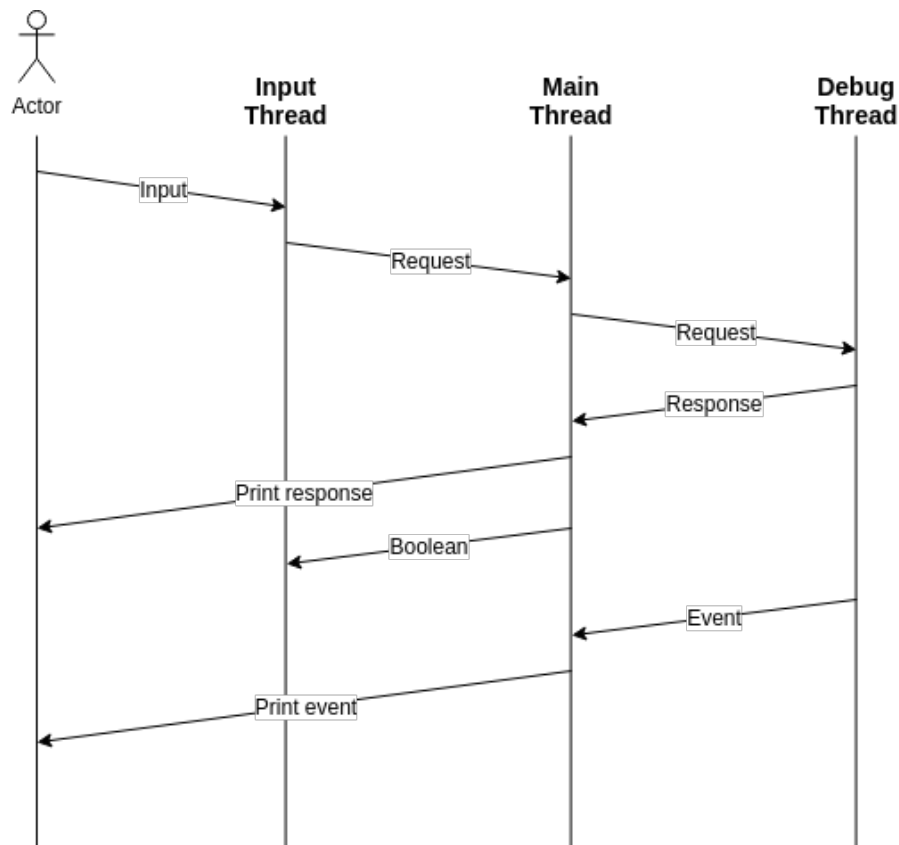 Actor
Input
Thread
Main
Thread
Debug
Thread
Input
Request
Request
Response
Print response
Boolean
Event
Print event